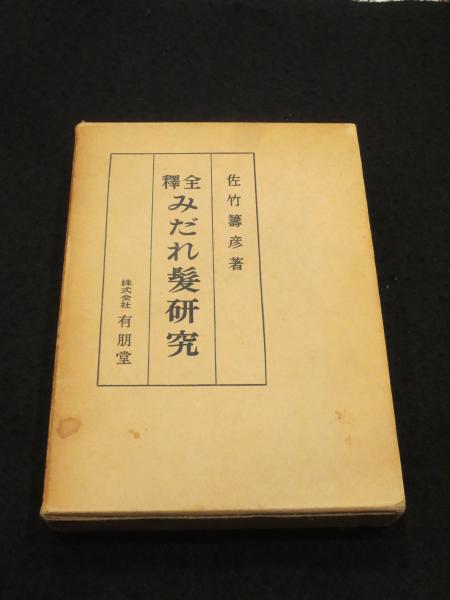 佐竹籌彦著
全釋みだれ髪研究
株式会社 有朋堂